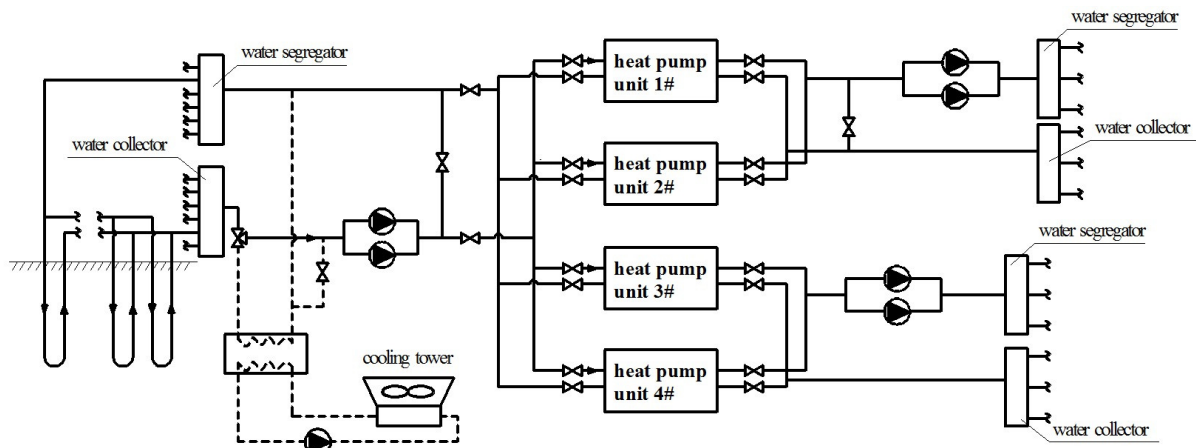 water segregator
water collector
heat pump
unit 1#
heat pump
unit 2#
heat pump
unit 3#
heat pump
unit 4#
cooling tower
water segregator
water collector
water segregator
water collector